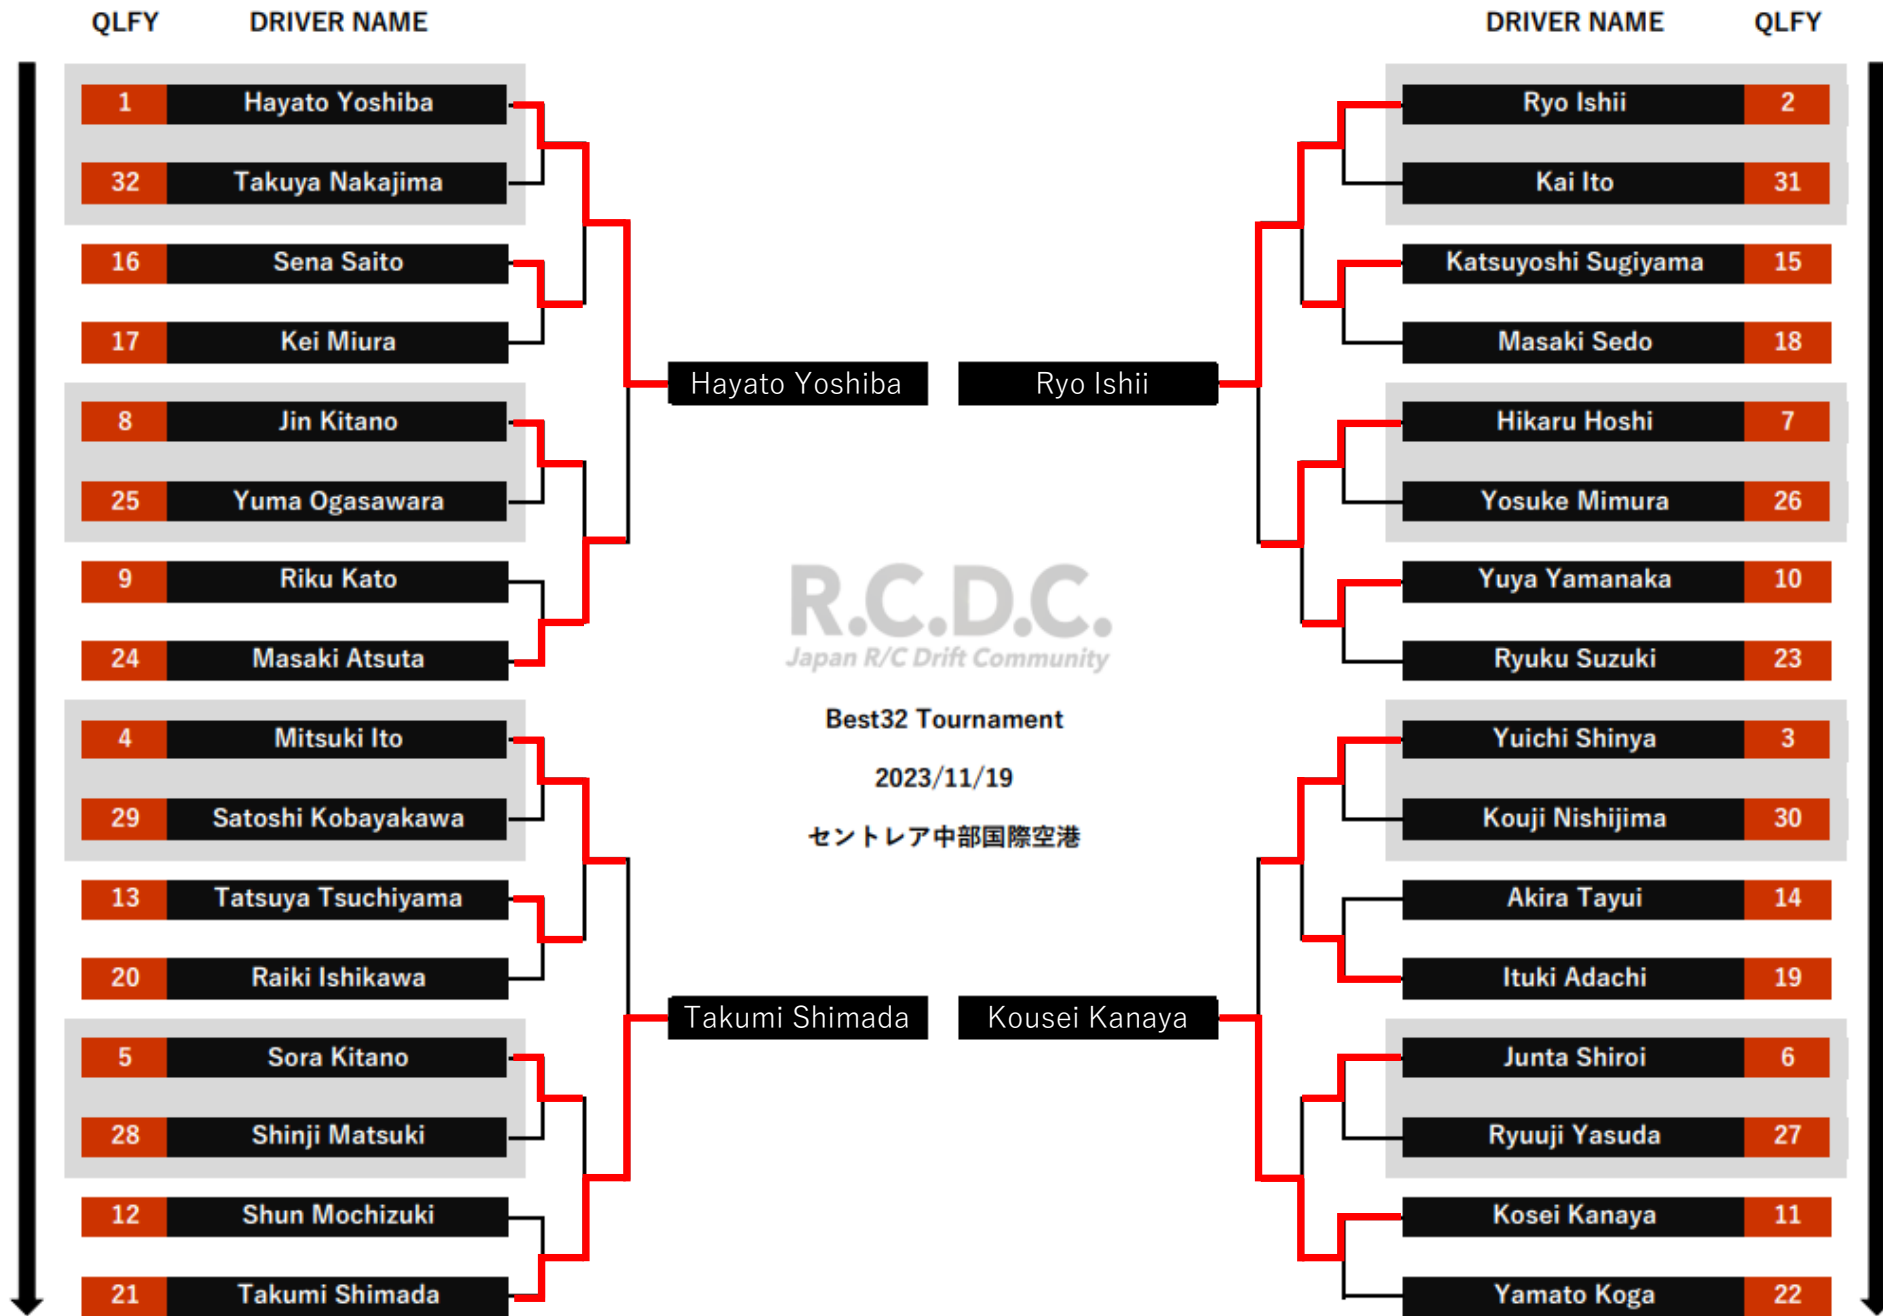 QLFY DRIVER NAME
1 Hayato Yoshiba
32 Takuya Nakajima
16 Sena Saito
17 Kei Miura
8 Jin Kitano
25 Yuma Ogasawara
9 Riku Kato
24 Masaki Atsuta
4 Mitsuki Ito
29 Satoshi Kobayakawa
13 Tatsuya Tsuchiyama
20 Raiki Ishikawa
5 Sora Kitano
28 Shinji Matsuki
12 Shun Mochizuki
21 Takumi Shimada
Hayato Yoshiba
Ryo Ishii
R.C.D.C.
Japan R/C Drift Community
Best32 Tournament
2023/11/19
セントレア中部国際空港
Takumi Shimada
Kousei Kanaya
DRIVER NAME QLFY
Ryo Ishii 2
Kai Ito 31
Katsuyoshi Sugiyama 15
Masaki Sedo 18
Hikaru Hoshi 7
Yosuke Mimura 26
Yuya Yamanaka 10
Ryuku Suzuki 23
Yuichi Shinya 3
Kouji Nishijima 30
Akira Tayui 14
Ituki Adachi 19
Junta Shiroi 6
Ryuuji Yasuda 27
Kosei Kanaya 11
Yamato Koga 22